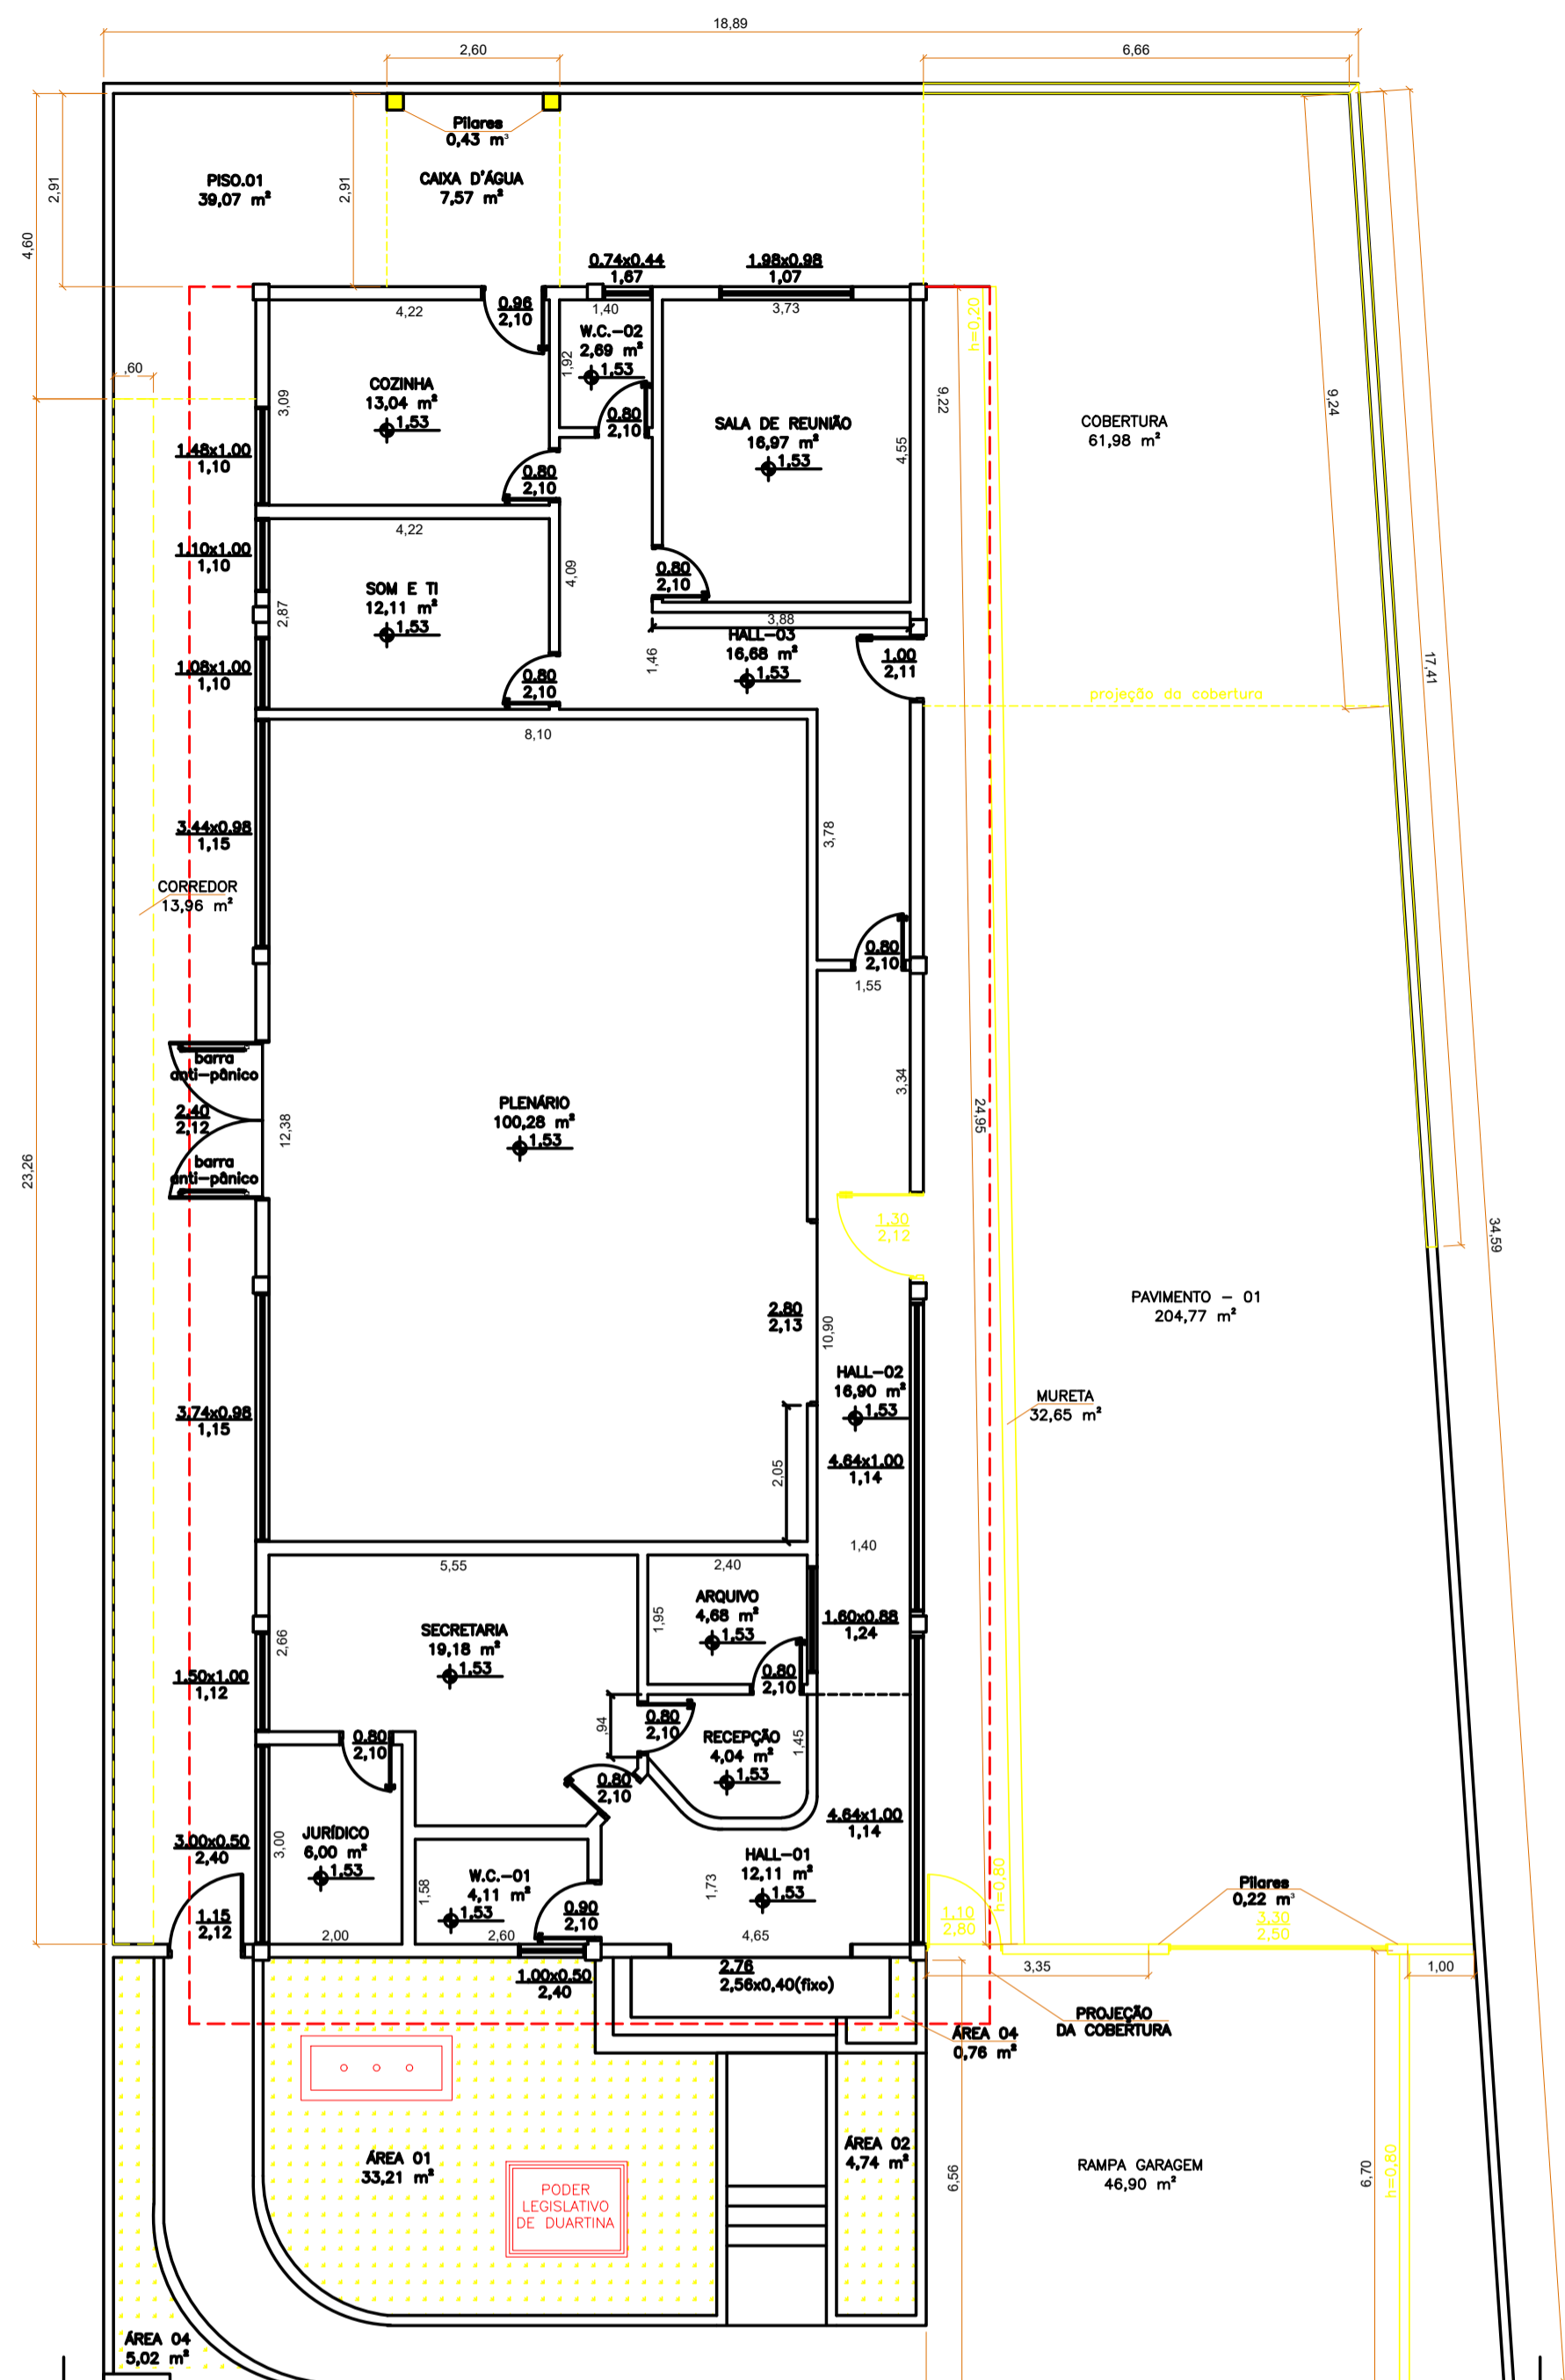 18,89
2,60
6,66
Pilares
0,43 m³
2,91
2,91
4,60
PISO.01
39,07 m²
CAIXA D'ÁGUA
7,57 m²
0.74x0.44
1,67
1.98x0.98
1,07
4,22
0.96
2,10
1,40
3,73
h=0,20
W.C.-02
2,69 m²
1,53
1,92
,60
COZINHA
13,04 m²
1,53
3,09
0.80
2,10
SALA DE REUNIÃO
16,97 m²
1,53
4,55
9,22
9,24
COBERTURA
61,98 m²
1.48x1.00
1,10
0.80
2,10
4,22
1.10x1.00
1,10
4,09
0.80
2,10
SOM E TI
12,11 m²
1,53
2,87
3,88
HALL-03
16,68 m²
1,53
1,46
1.00
2,11
1.08x1.00
1,10
0.80
2,10
17,41
projeção da cobertura
8,10
3.44x0.98
1,15
3,78
CORREDOR
13,96 m²
0.80
2,10
1,55
barra
anti-pânico
2.40
2,12
12,38
barra
anti-pânico
PLENÁRIO
100,28 m²
1,53
3,34
24,95
23,26
1.30
2,12
34,59
2.80
2,13
10,90
PAVIMENTO - 01
204,77 m²
HALL-02
16,90 m²
1,53
MURETA
32,65 m²
3.74x0.98
1,15
2,05
4.64x1.00
1,14
1,40
5,55
2,40
ARQUIVO
4,68 m²
1,53
1,95
1.60x0.88
1,24
SECRETARIA
19,18 m²
1,53
2,66
1.50x1.00
1,12
0.80
2,10
,94
0.80
2,10
RECEPÇÃO
4,04 m²
1,53
1,45
0.80
2,10
0.80
2,10
4.64x1.00
1,14
3.00x0.50
2,40
3,00
JURÍDICO
6,00 m²
1,53
W.C.-01
4,11 m²
1,53
1,58
HALL-01
12,11 m²
1,53
1,73
h=0,80
0.90
2,10
1.15
2,12
2,00
2,60
4,65
1.10
2,80
Pilares
0,22 m³
3.30
2,50
3,35
1,00
1.00x0.50
2,40
2.76
2,56x0,40(fixo)
PROJEÇÃO
DA COBERTURA
ÁREA 04
0,76 m²
ÁREA 01
33,21 m²
PODER
LEGISLATIVO
DE DUARTINA
ÁREA 02
4,74 m²
6,56
RAMPA GARAGEM
46,90 m²
6,70
h=0,80
ÁREA 04
5,02 m²